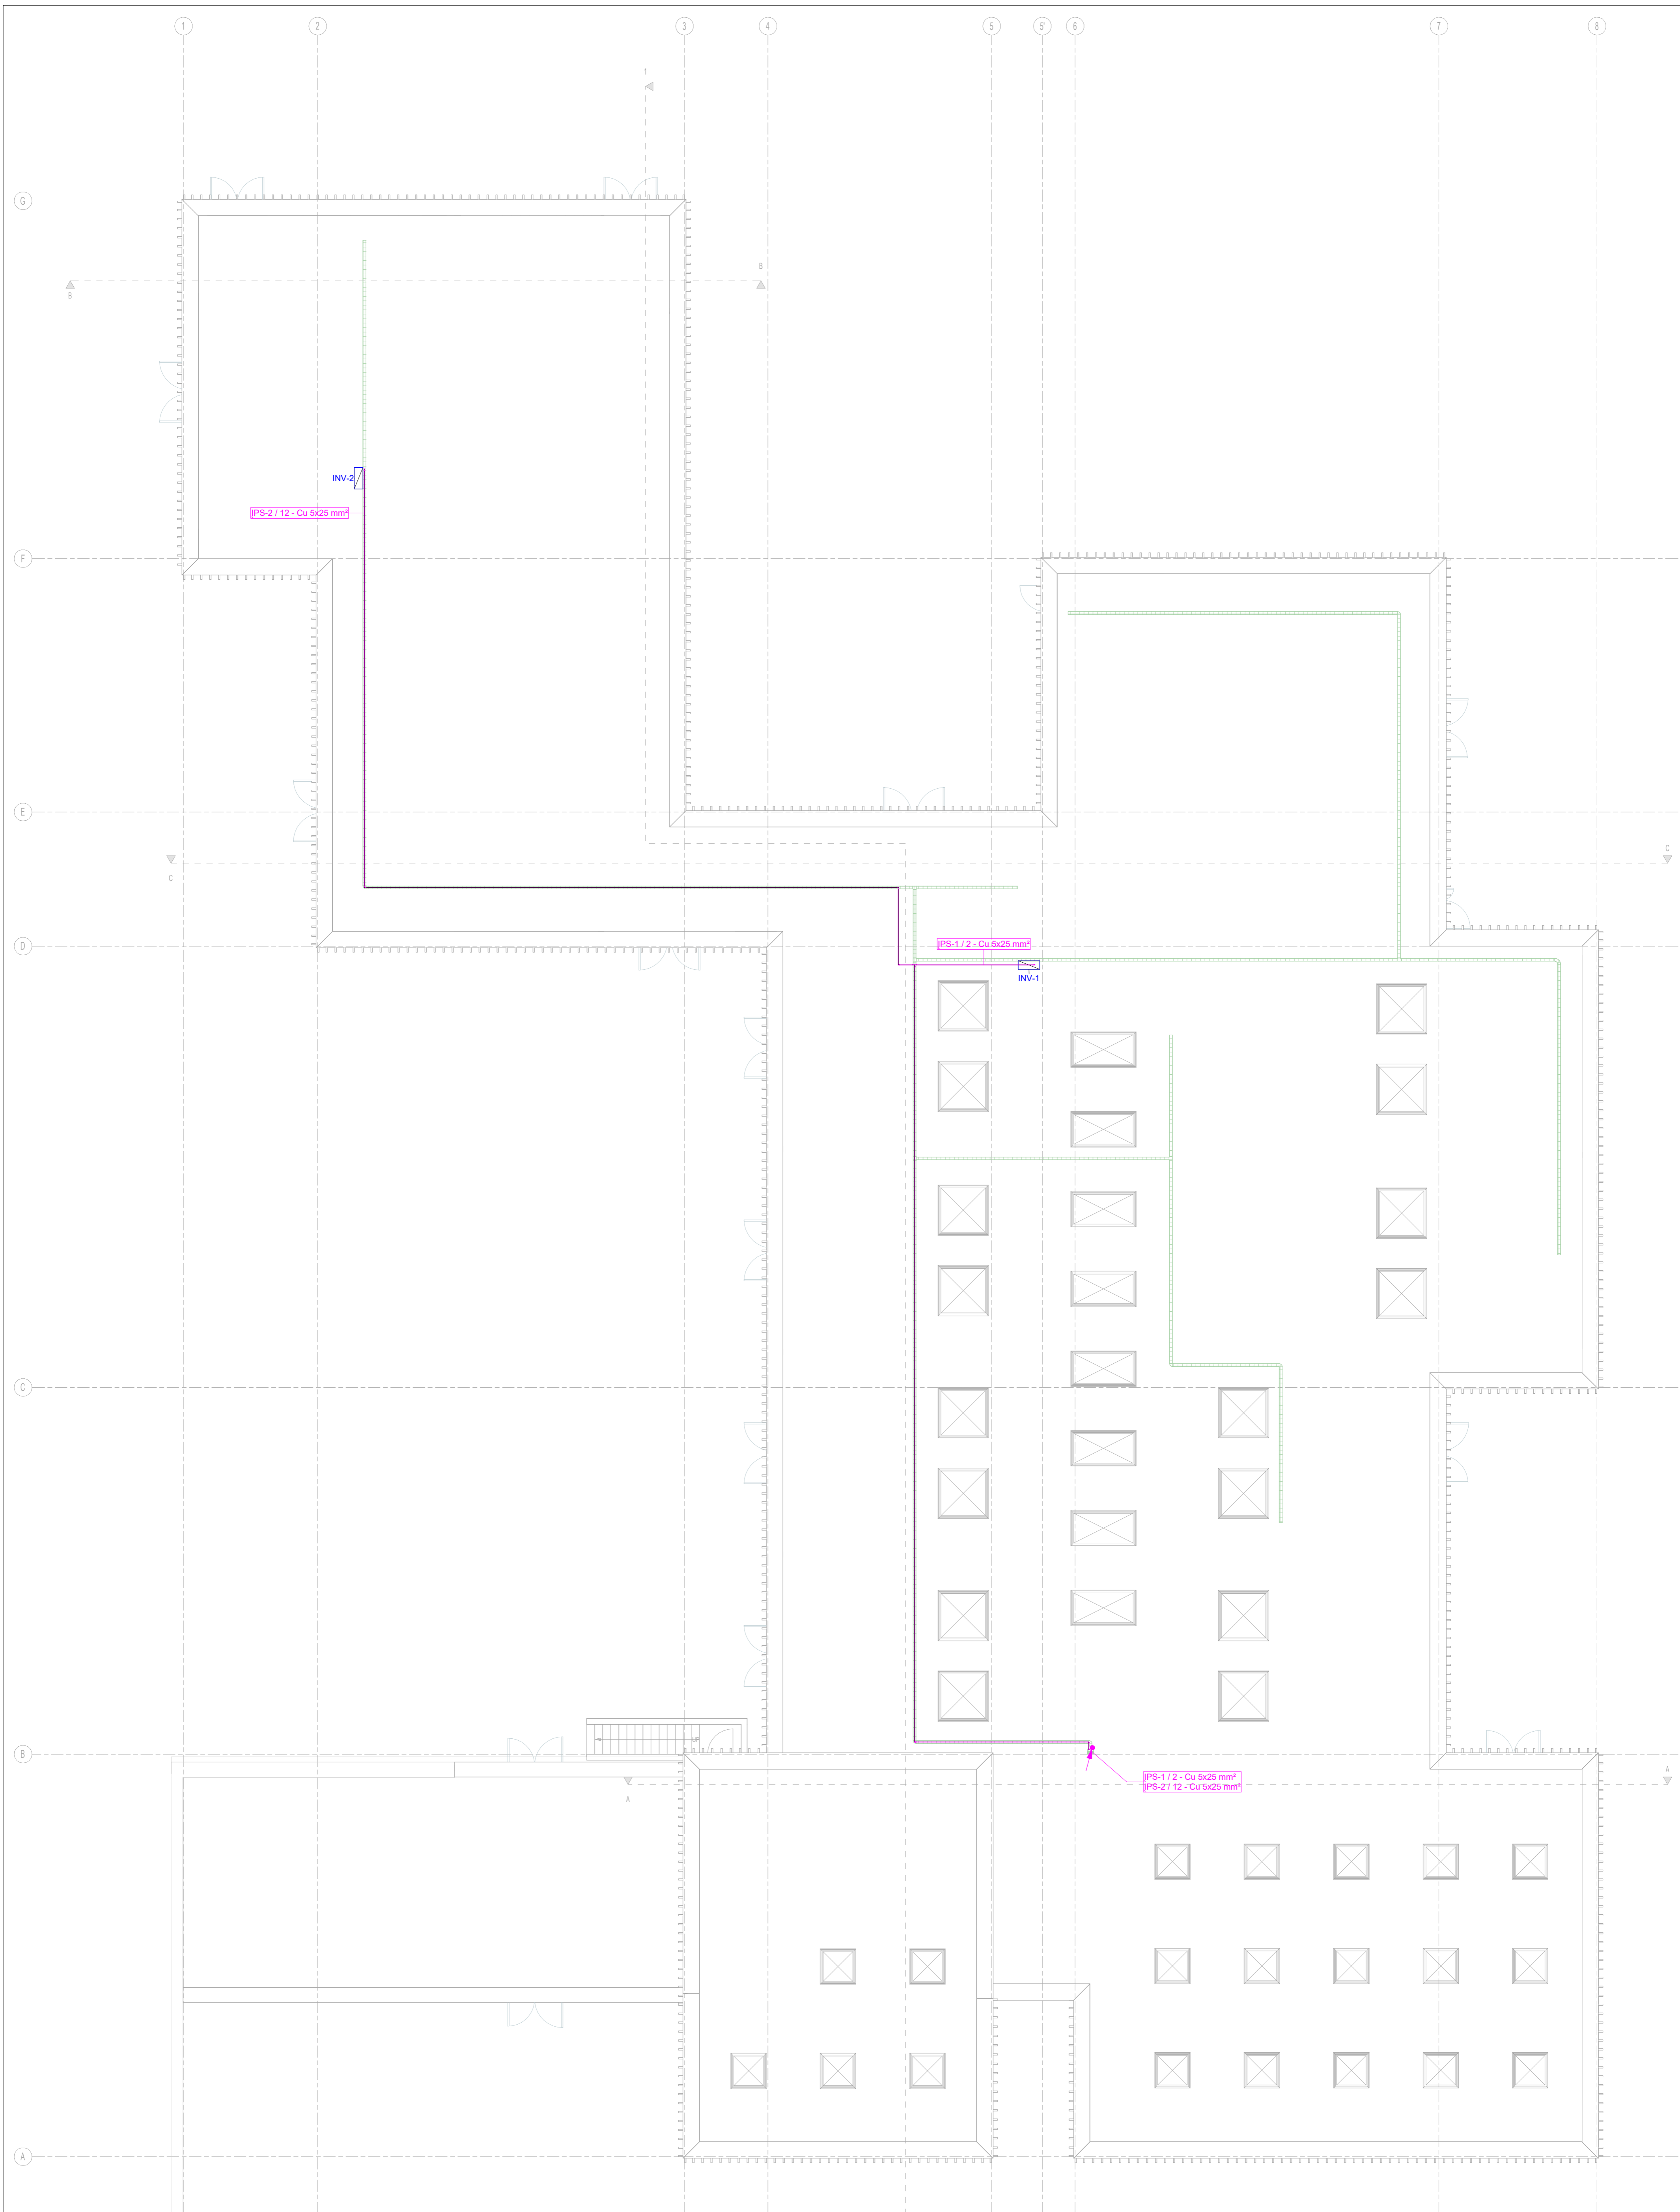 1
2
3
4
5
5'
6
7
8
1
G
B
B
INV-2
IPS-2 / 12 - Cu 5x25 mm²
F
E
C
C
D
IPS-1 / 2 - Cu 5x25 mm²
INV-1
C
B
IPS-1 / 2 - Cu 5x25 mm²
IPS-2 / 12 - Cu 5x25 mm²
A
A
A